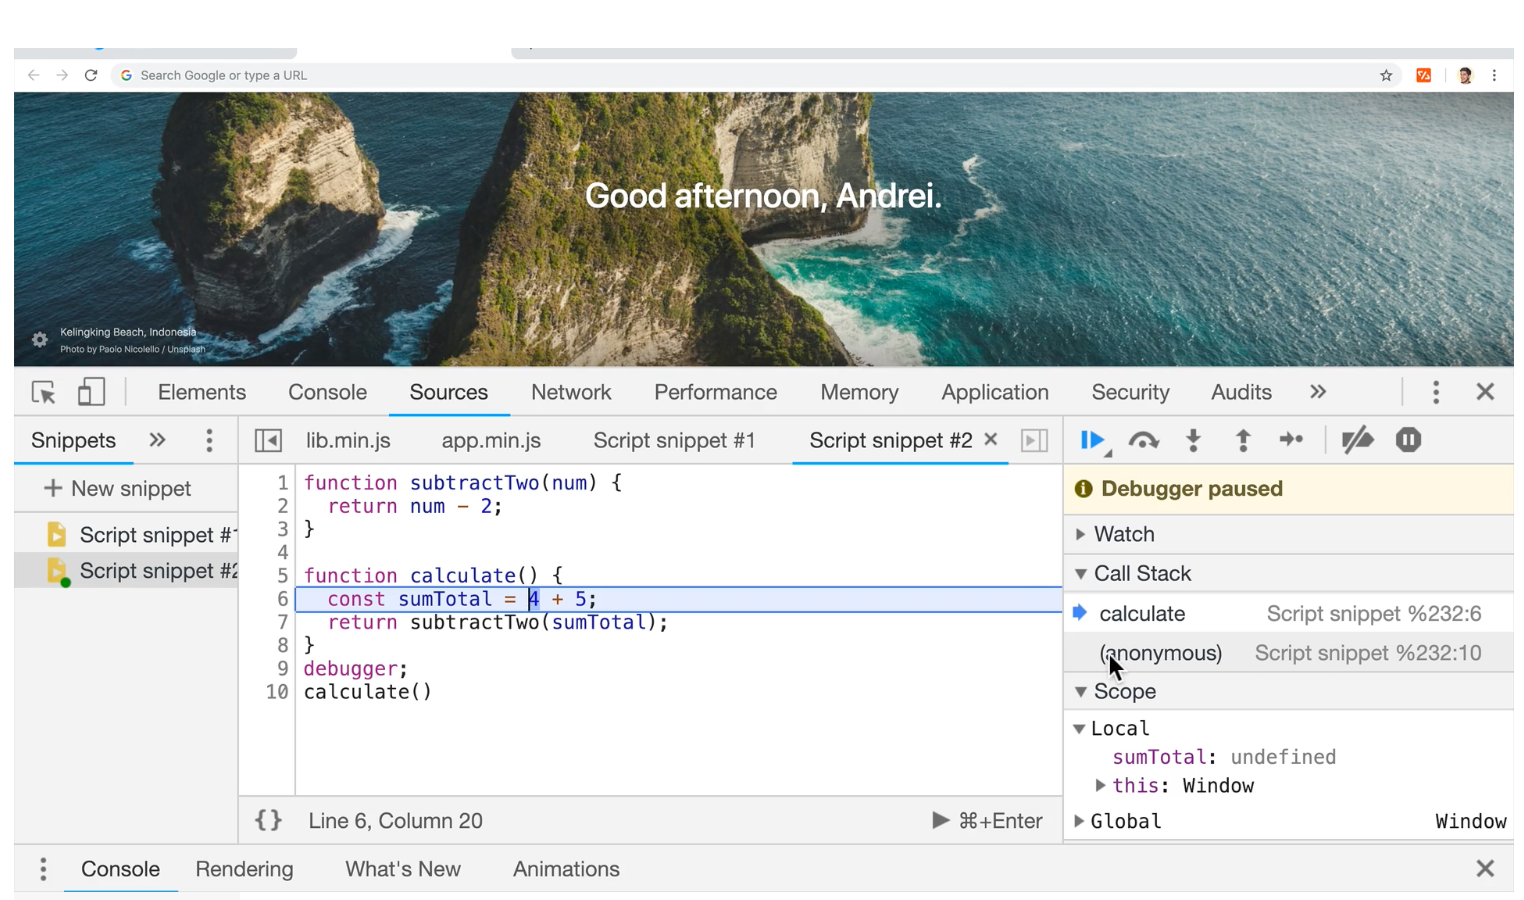 Search Google or type a URL
Good afternoon, Andrei.
Kelingking Beach, Indonesia
Photo by Paolo Nicolello / Unsplash
Elements Console Sources Network Performance Memory Application Security Audits »
Snippets » lib.min.js app.min.js Script snippet #1 Script snippet #2 ×
+ New snippet
Script snippet #1
Script snippet #2
1 function subtractTwo(num) {
2 return num - 2;
3 }
4
5 function calculate() {
6 const sumTotal = 4 + 5;
7 return subtractTwo(sumTotal);
8 }
9 debugger;
10 calculate()
{} Line 6, Column 20 ⌘+Enter
Debugger paused
Watch
Call Stack
calculate Script snippet %232:6
(anonymous) Script snippet %232:10
Scope
Local
sumTotal: undefined
this: Window
Global Window
Console Rendering What's New Animations